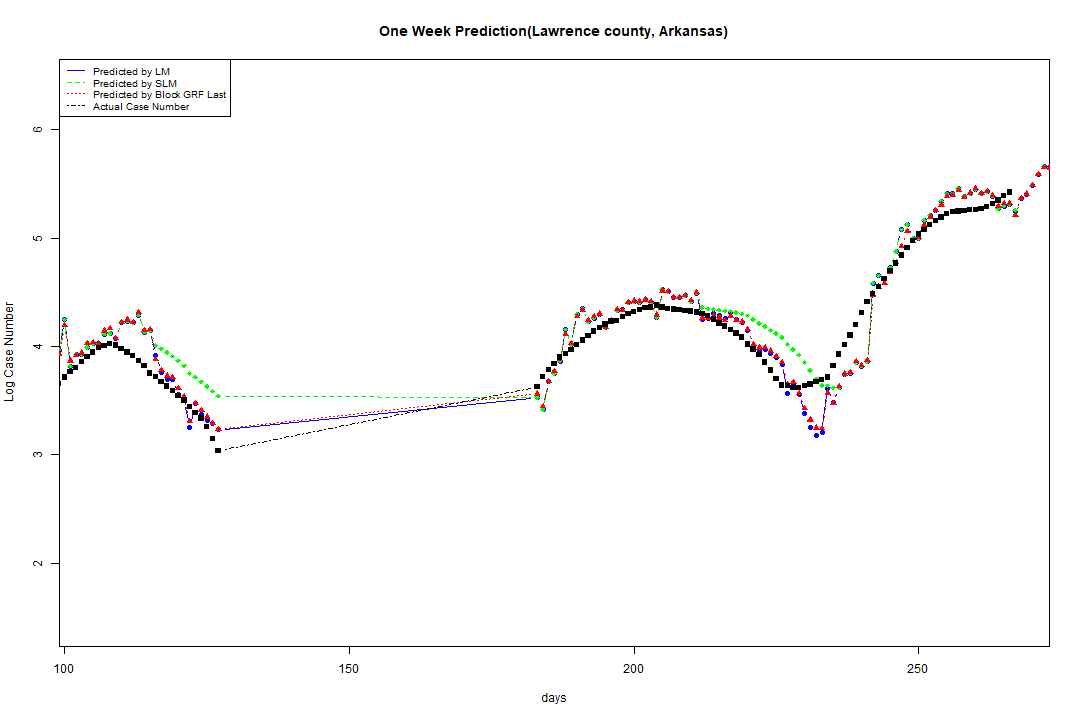 One Week Prediction(Lawrence county, Arkansas)
Predicted by LM
Predicted by SLM
Predicted by Block GRF Last
Actual Case Number
6
5
4
3
2
Log Case Number
100 150 200 250
days